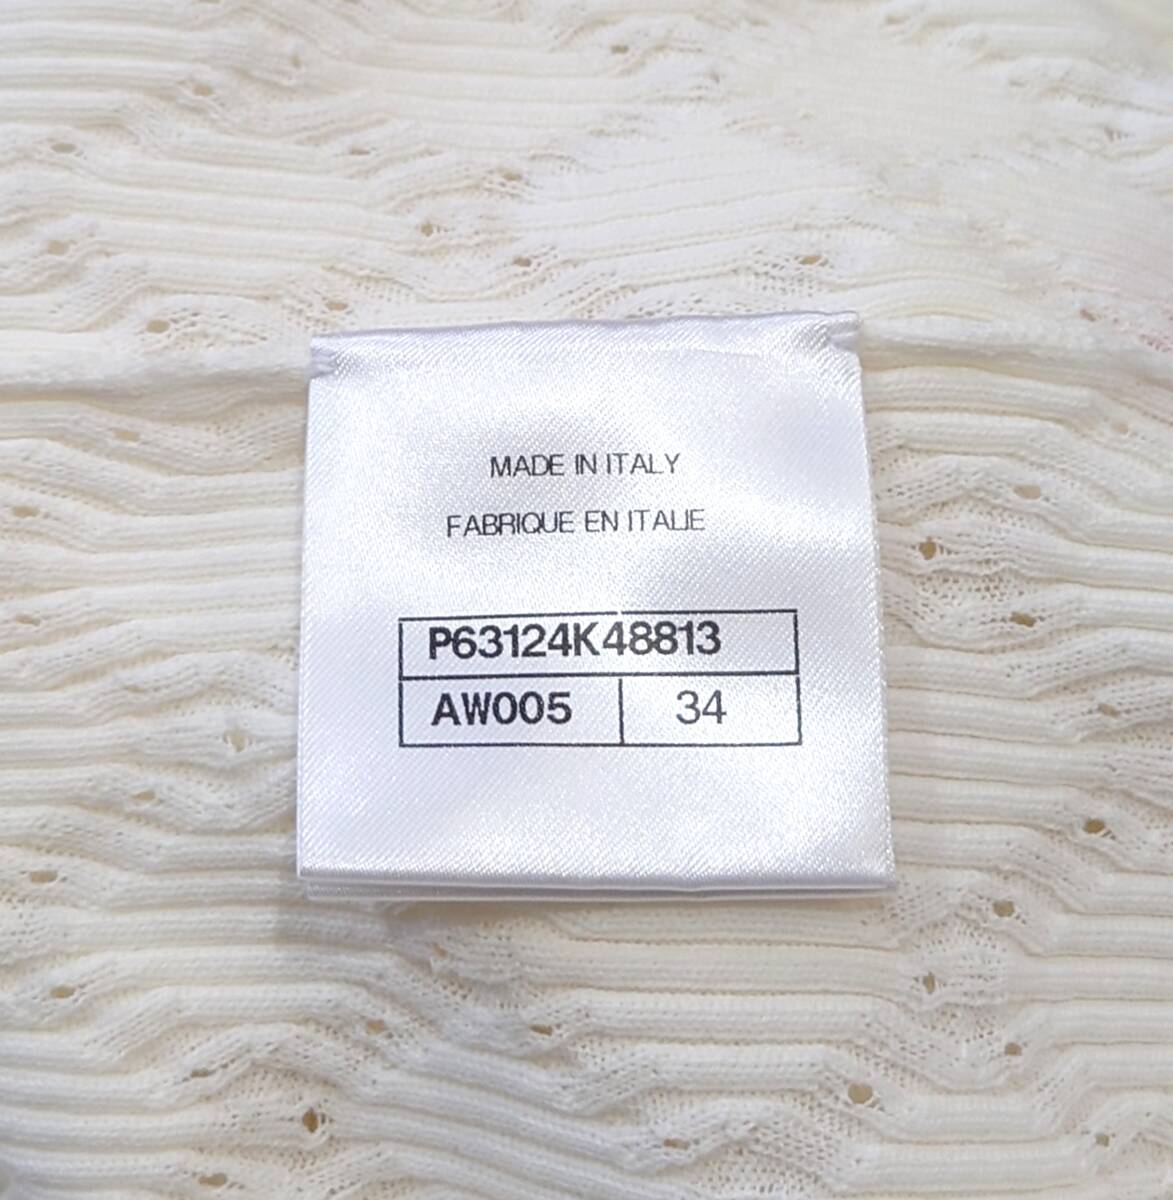 MADE IN ITALY
FABRIQUE EN ITALIE
P63124K48813
AW005 34